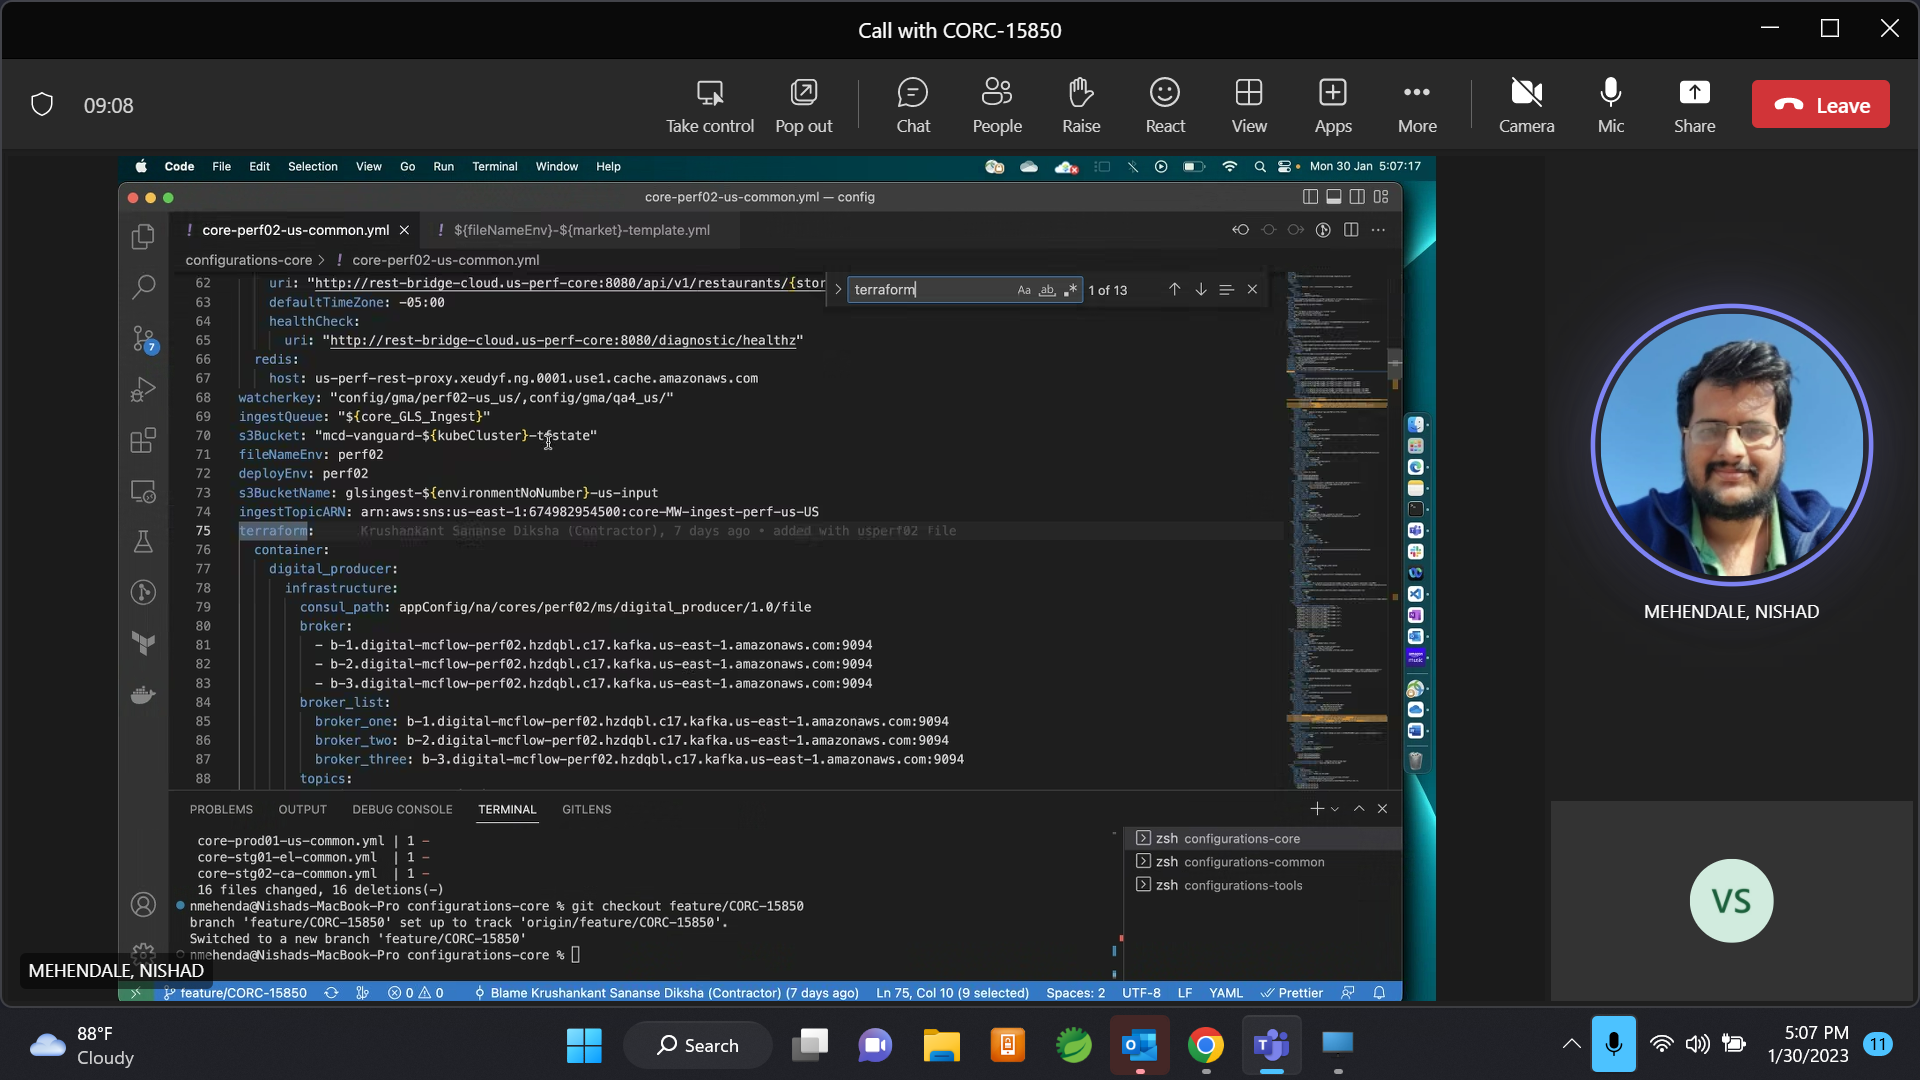 Call with CORC-15850
09:08
Take control
Pop out
Chat
People
Raise
React
View
Apps
More
Camera
Mic
Share
Leave
Code File Edit Selection View Go Run Terminal Window Help
Mon 30 Jan 5:07:17
core-perf02-us-common.yml — config
! core-perf02-us-common.yml
! ${fileNameEnv}-${market}-template.yml
configurations-core > ! core-perf02-us-common.yml
terraform
Aa ab .*
1 of 13
62 uri: "http://rest-bridge-cloud.us-perf-core:8080/api/v1/restaurants/{stor
63 defaultTimeZone: -05:00
64 healthCheck:
65 uri: "http://rest-bridge-cloud.us-perf-core:8080/diagnostic/healthz"
66 redis:
67 host: us-perf-rest-proxy.xeudyf.ng.0001.use1.cache.amazonaws.com
68 watcherkey: "config/gma/perf02-us_us/,config/gma/qa4_us/"
69 ingestQueue: "${core_GLS_Ingest}"
70 s3Bucket: "mcd-vanguard-${kubeCluster}-tfstate"
71 fileNameEnv: perf02
72 deployEnv: perf02
73 s3BucketName: glsingest-${environmentNoNumber}-us-input
74 ingestTopicARN: arn:aws:sns:us-east-1:674982954500:core-MW-ingest-perf-us-US
75 terraform: Krushankant Sananse Diksha (Contractor), 7 days ago • added with usperf02 file
76 container:
77 digital_producer:
78 infrastructure:
79 consul_path: appConfig/na/cores/perf02/ms/digital_producer/1.0/file
80 broker:
81 - b-1.digital-mcflow-perf02.hzdqbl.c17.kafka.us-east-1.amazonaws.com:9094
82 - b-2.digital-mcflow-perf02.hzdqbl.c17.kafka.us-east-1.amazonaws.com:9094
83 - b-3.digital-mcflow-perf02.hzdqbl.c17.kafka.us-east-1.amazonaws.com:9094
84 broker_list:
85 broker_one: b-1.digital-mcflow-perf02.hzdqbl.c17.kafka.us-east-1.amazonaws.com:9094
86 broker_two: b-2.digital-mcflow-perf02.hzdqbl.c17.kafka.us-east-1.amazonaws.com:9094
87 broker_three: b-3.digital-mcflow-perf02.hzdqbl.c17.kafka.us-east-1.amazonaws.com:9094
88 topics:
7
PROBLEMS OUTPUT DEBUG CONSOLE TERMINAL GITLENS
core-prod01-us-common.yml | 1 -
core-stg01-el-common.yml | 1 -
core-stg02-ca-common.yml | 1 -
16 files changed, 16 deletions(-)
nmehenda@Nishads-MacBook-Pro configurations-core % git checkout feature/CORC-15850
branch 'feature/CORC-15850' set up to track 'origin/feature/CORC-15850'.
Switched to a new branch 'feature/CORC-15850'
nmehenda@Nishads-MacBook-Pro configurations-core %
zsh configurations-core
zsh configurations-common
zsh configurations-tools
feature/CORC-15850
0 0
Blame Krushankant Sananse Diksha (Contractor) (7 days ago)
Ln 75, Col 10 (9 selected)
Spaces: 2
UTF-8
LF
YAML
Prettier
MEHENDALE, NISHAD
MEHENDALE, NISHAD
VS
88°F
Cloudy
Search
5:07 PM
1/30/2023
11